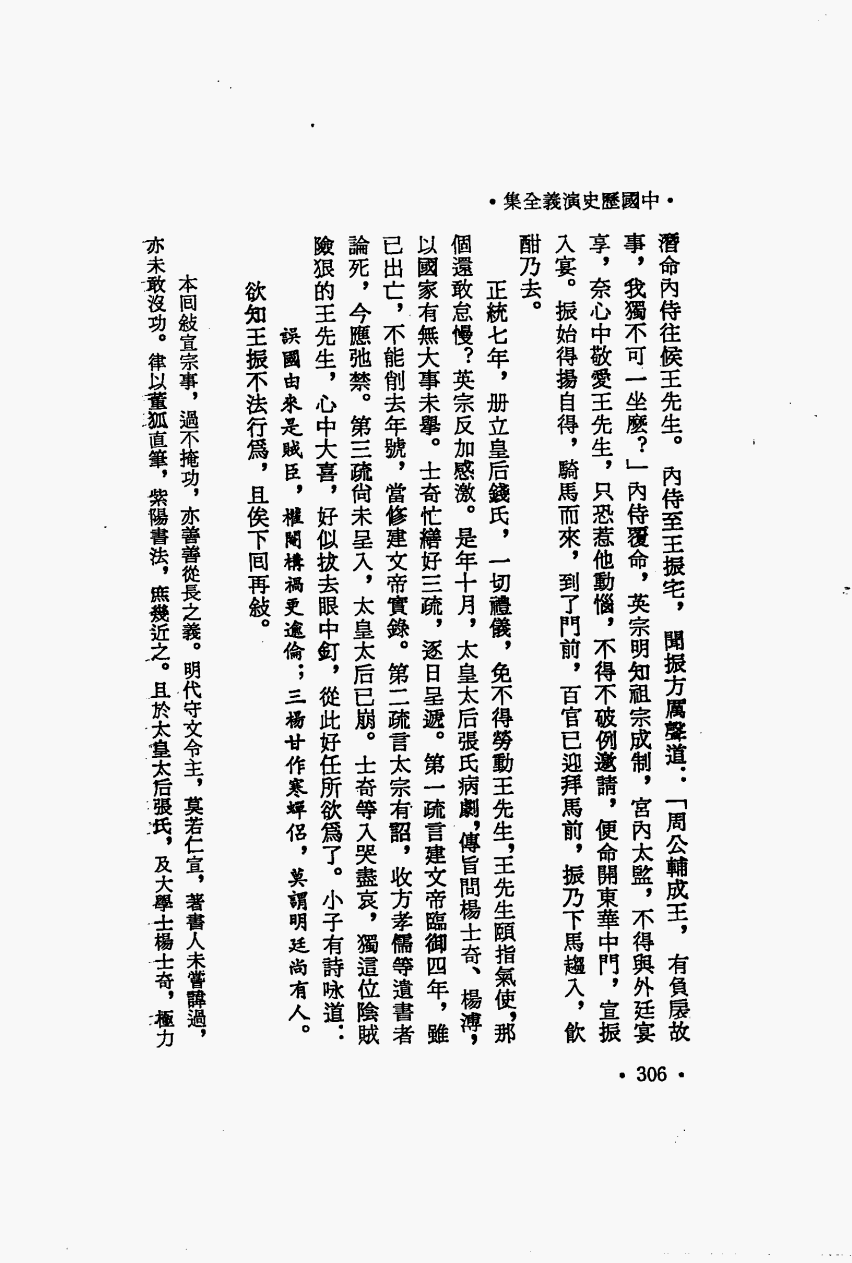 •中國歷史演義全集•
潛命內侍往候王先生。內侍至王振宅，聞振方厲聲道：「周公輔成王，有負扆故
事，我獨不可一坐麽？」內侍覆命，英宗明知祖宗成制，宮內太監，不得與外廷宴
享，奈心中敬愛王先生，只恐惹他動惱，不得不破例邀請，便命開東華中門，宣振
入宴。振始得揚自得，騎馬而來，到了門前，百官已迎拜馬前，振乃下馬趨入，飲
酣乃去。
正統七年，册立皇后錢氏，一切禮儀，免不得勞動王先生，王先生頤指氣使，那
個還敢怠慢？英宗反加感激。是年十月，太皇太后張氏病劇，傳旨問楊士奇、楊溥，
以國家有無大事未舉。士奇忙繕好三疏，逐日呈遞。第一疏言建文帝臨御四年，雖
已出亡，不能削去年號，當修建文帝實錄。第二疏言太宗有詔，收方孝儒等遺書者
論死，今應弛禁。第三疏尙未呈入，太皇太后已崩。士奇等入哭盡哀，獨這位陰賊
險狠的王先生，心中大喜，好似拔去眼中釘，從此好任所欲爲了。小子有詩咏道：
誤國由來是賊臣，權閹構禍更逾倫；三楊甘作寒蟬侶，莫謂明廷尚有人。
欲知王振不法行爲，且俟下回再敍。
本回敍宣宗事，過不掩功，亦善善從長之義。明代守文令主，莫若仁宣，著書人未嘗諱過，
亦未敢沒功。律以董狐直筆，紫陽書法，庶幾近之。且於太皇太后張氏，及大學士楊士奇，極力
•306•